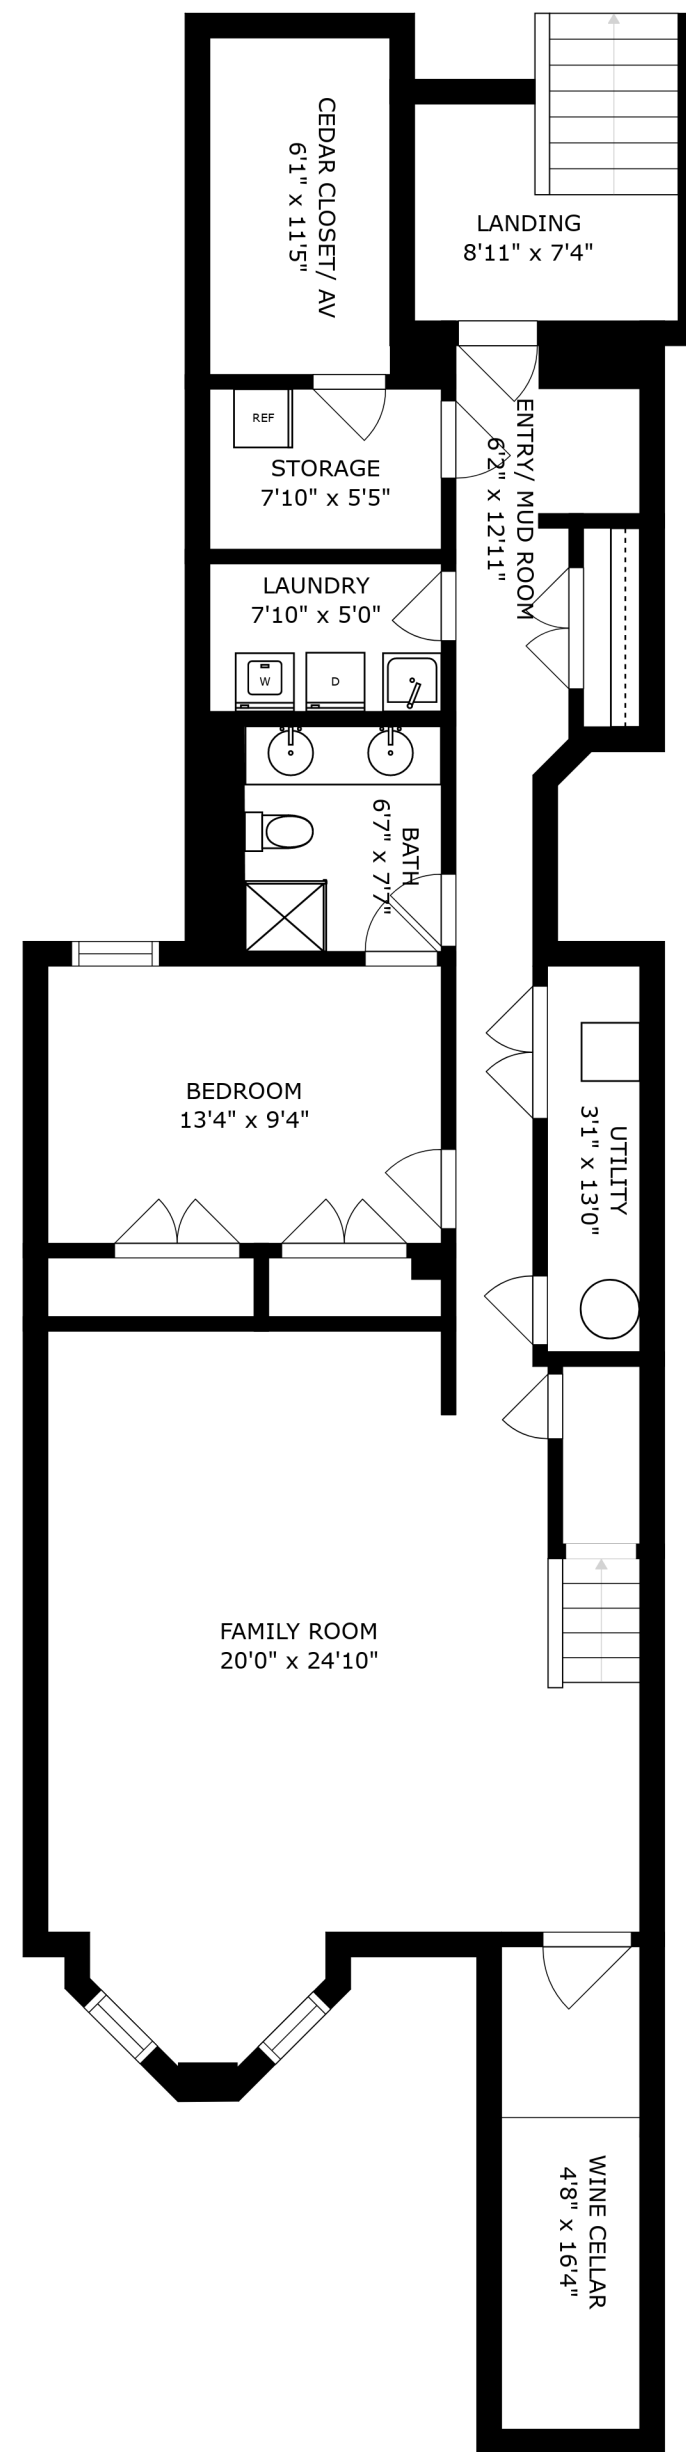 CEDAR CLOSET/ AV
6'1" x 11'5"
LANDING
8'11" x 7'4"
REF
STORAGE
7'10" x 5'5"
ENTRY/ MUD ROOM
6'2" x 12'11"
LAUNDRY
7'10" x 5'0"
W
D
BATH
6'7" x 7'7"
BEDROOM
13'4" x 9'4"
UTILITY
3'1" x 13'0"
FAMILY ROOM
20'0" x 24'10"
WINE CELLAR
4'8" x 16'4"